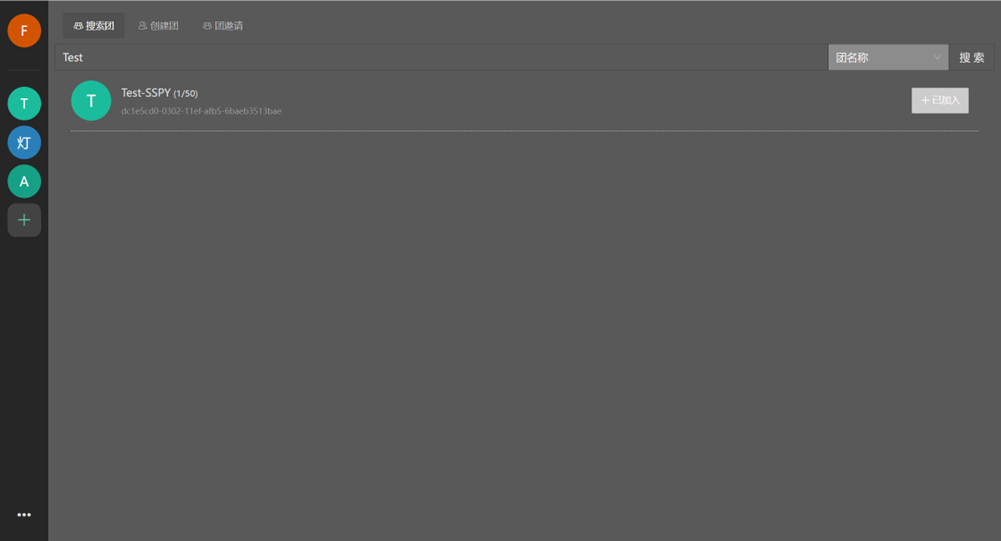 F
搜索团 创建团 团邀请
Test 团名称 搜 索
T
灯
A
T
Test-SSPY (1/50)
dc1e5cd0-0302-11ef-afb5-6baeb3513bae
已加入